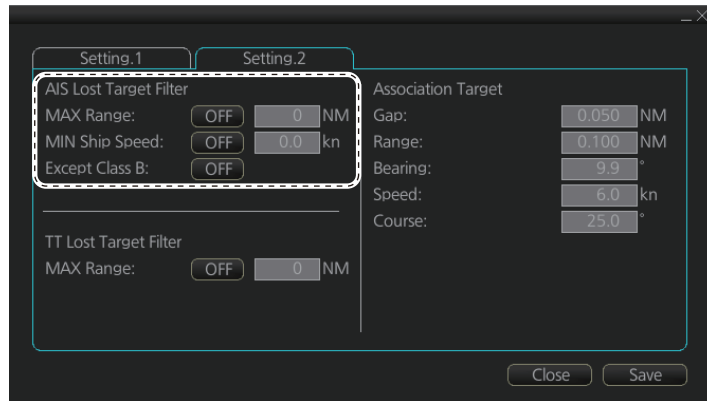 Setting.1 Setting.2
AIS Lost Target Filter
MAX Range: OFF 0 NM
MIN Ship Speed: OFF 0.0 kn
Except Class B: OFF
TT Lost Target Filter
MAX Range: OFF 0 NM
Association Target
Gap: 0.050 NM
Range: 0.100 NM
Bearing: 9.9 °
Speed: 6.0 kn
Course: 25.0 °
Close Save